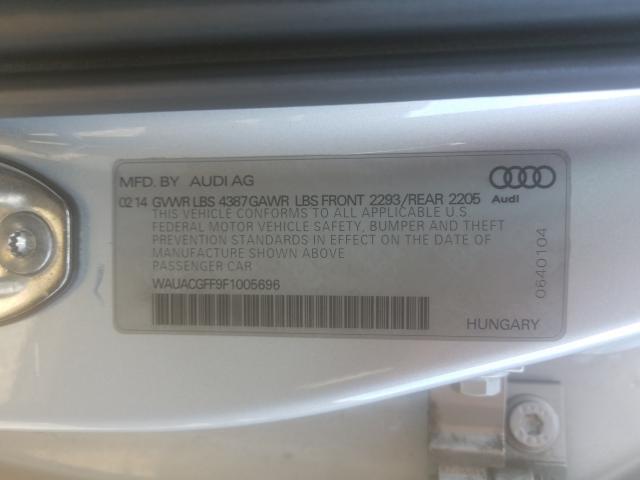 MFD. BY AUDI AG
02 14 GVWR LBS 4387 GAWR LBS FRONT 2293/REAR 2205
Audi
THIS VEHICLE CONFORMS TO ALL APPLICABLE U.S
FEDERAL MOTOR VEHICLE SAFETY, BUMPER AND THEFT
PREVENTION STANDARDS IN EFFECT ON THE DATE OF
MANUFACTURE SHOWN ABOVE
PASSENGER CAR
WAUACGFF9F1005696
HUNGARY
0640104